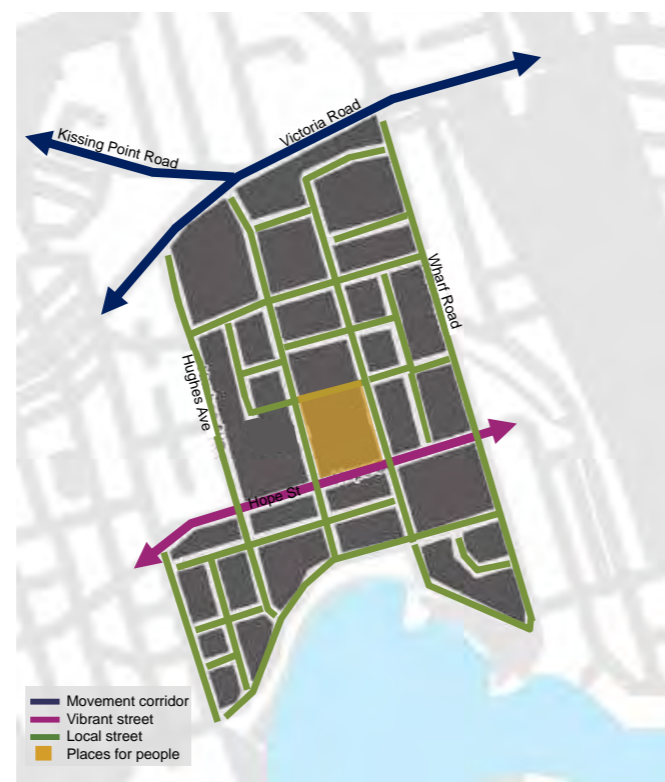 Victoria Road
Kissing Point Road
Wharf Road
Hughes Ave
Hope St
Movement corridor
Vibrant street
Local street
Places for people